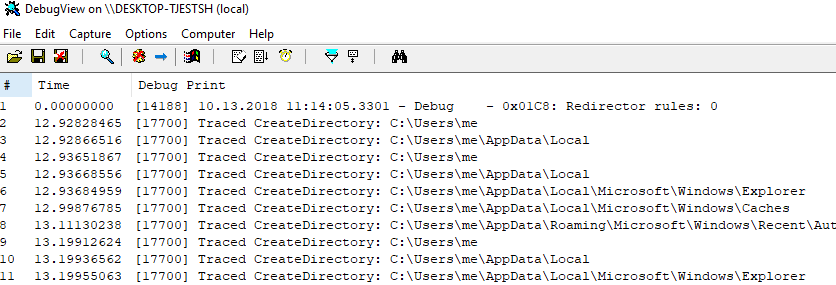 DebugView on \\DESKTOP-TJESTSH (local)
File Edit Capture Options Computer Help
# Time Debug Print
1 0.00000000 [14188] 10.13.2018 11:14:05.3301 - Debug - 0x01C8: Redirector rules: 0
2 12.92828465 [17700] Traced CreateDirectory: C:\Users\me
3 12.92866516 [17700] Traced CreateDirectory: C:\Users\me\AppData\Local
4 12.93651867 [17700] Traced CreateDirectory: C:\Users\me
5 12.93668556 [17700] Traced CreateDirectory: C:\Users\me\AppData\Local
6 12.93684959 [17700] Traced CreateDirectory: C:\Users\me\AppData\Local\Microsoft\Windows\Explorer
7 12.99876785 [17700] Traced CreateDirectory: C:\Users\me\AppData\Local\Microsoft\Windows\Caches
8 13.11130238 [17700] Traced CreateDirectory: C:\Users\me\AppData\Roaming\Microsoft\Windows\Recent\Aut
9 13.19912624 [17700] Traced CreateDirectory: C:\Users\me
10 13.19936562 [17700] Traced CreateDirectory: C:\Users\me\AppData\Local
11 13.19955063 [17700] Traced CreateDirectory: C:\Users\me\AppData\Local\Microsoft\Windows\Explorer